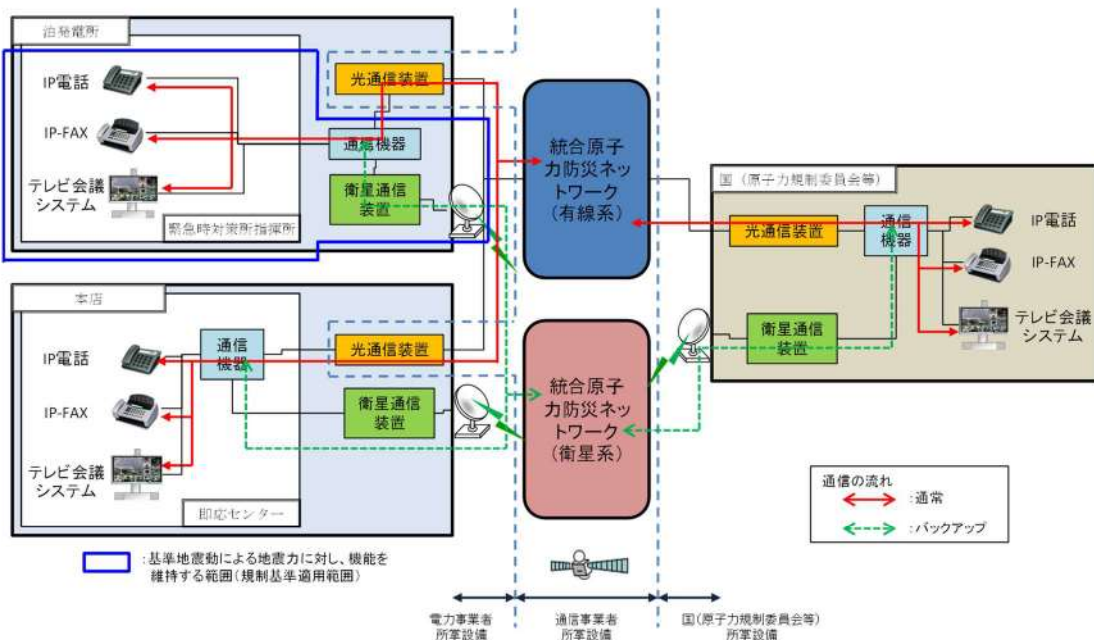 泊発電所
IP電話
IP-FAX
テレビ会議
システム
緊急時対策所指揮所
光通信装置
通信機器
衛星通信
装置
本店
IP電話
IP-FAX
テレビ会議
システム
即応センター
通信
機器
光通信装置
衛星通信
装置
統合原子
力防災ネッ
トワーク
(有線系)
統合原子
力防災ネッ
トワーク
(衛星系)
国(原子力規制委員会等)
光通信装置
通信
機器
衛星通信
装置
IP電話
IP-FAX
テレビ会議
システム
通信の流れ
:通常
:バックアップ
:基準地震動による地震力に対し、機能を
維持する範囲(規制基準適用範囲)
電力事業者
所掌設備
通信事業者
所掌設備
国(原子力規制委員会等)
所掌設備